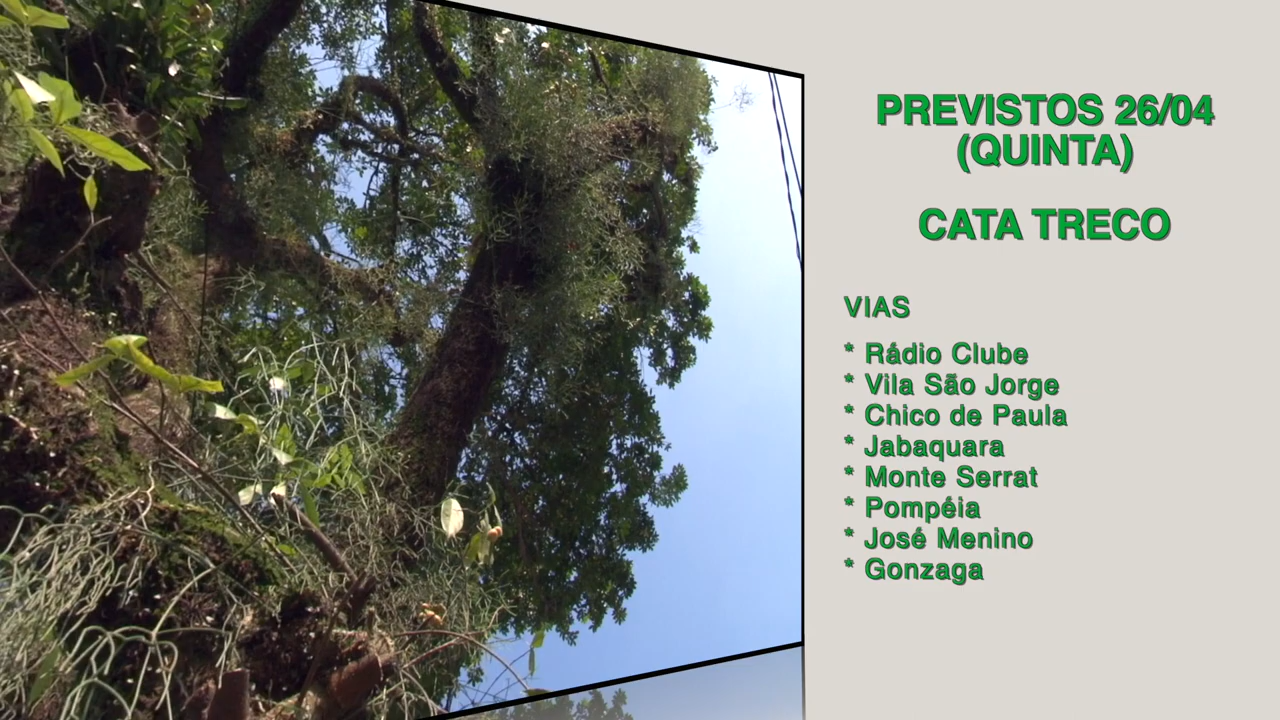 PREVISTOS 26/04
(QUINTA)
CATA TRECO
VIAS
* Rádio Clube
* Vila São Jorge
* Chico de Paula
* Jabaquara
* Monte Serrat
* Pompéia
* José Menino
* Gonzaga